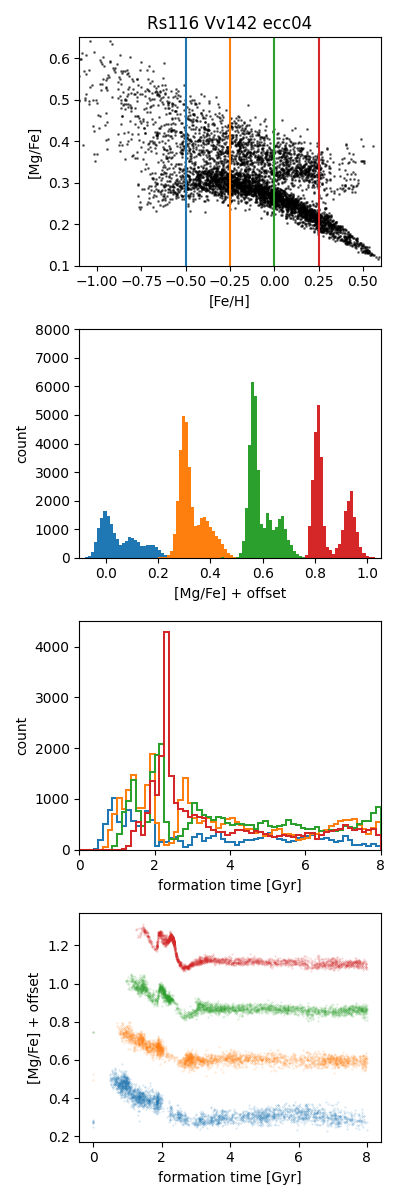 Rs116 Vv142 ecc04
0.6
0.5
0.4
0.3
0.2
0.1
[Mg/Fe]
−1.00 −0.75 −0.50 −0.25 0.00 0.25 0.50
[Fe/H]
8000
7000
6000
5000
4000
3000
2000
1000
0
count
0.0 0.2 0.4 0.6 0.8 1.0
[Mg/Fe] + offset
4000
3000
2000
1000
0
count
0 2 4 6 8
formation time [Gyr]
1.2
1.0
0.8
0.6
0.4
0.2
[Mg/Fe] + offset
0 2 4 6 8
formation time [Gyr]